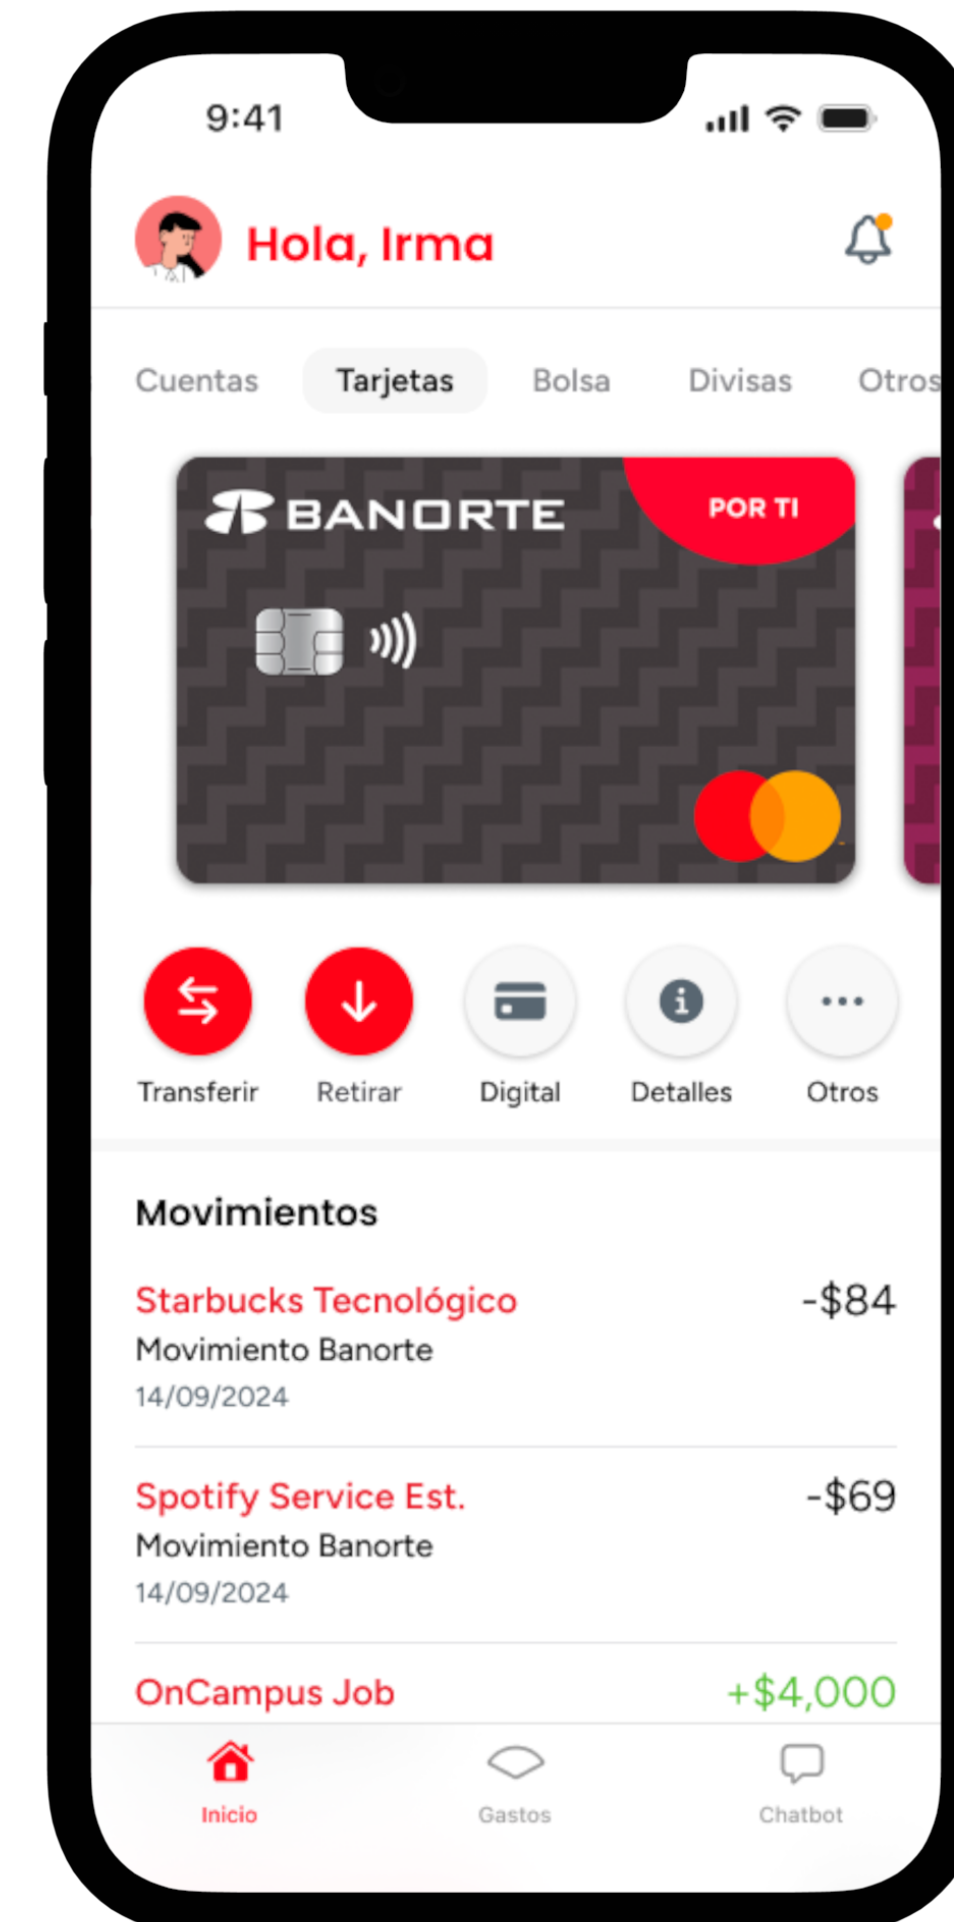 9:41
Hola, Irma
Cuentas Tarjetas Bolsa Divisas Otros
BANORTE
POR TI
Transferir Retirar Digital Detalles Otros
Movimientos
Starbucks Tecnológico -$84
Movimiento Banorte
14/09/2024
Spotify Service Est. -$69
Movimiento Banorte
14/09/2024
OnCampus Job +$4,000
Inicio Gastos Chatbot